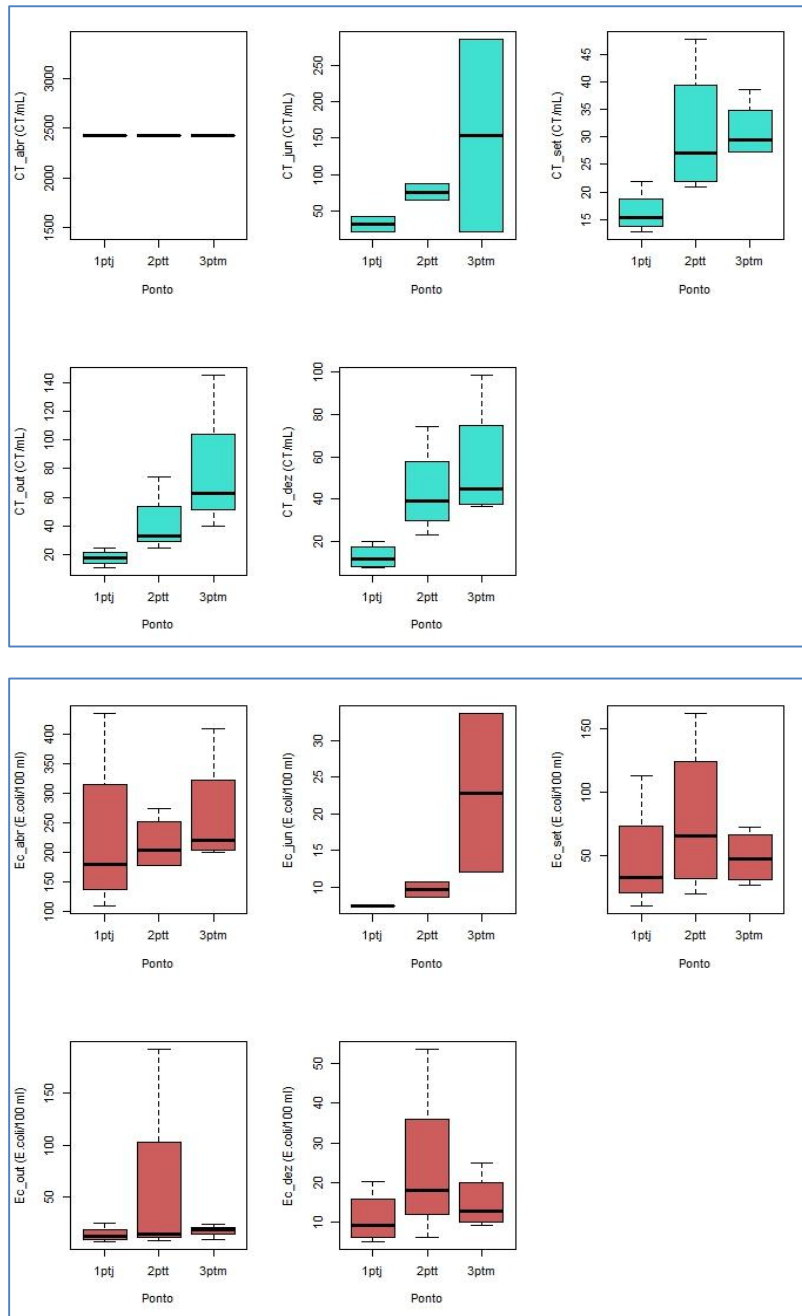 CT_abr (CT/mL)
1500 2000 2500 3000
1ptj 2ptt 3ptm
Ponto
CT_jun (CT/mL)
50 100 150 200 250
1ptj 2ptt 3ptm
Ponto
CT_set (CT/mL)
15 20 25 30 35 40 45
1ptj 2ptt 3ptm
Ponto
CT_out (CT/mL)
20 40 60 80 100 120 140
1ptj 2ptt 3ptm
Ponto
CT_dez (CT/mL)
20 40 60 80 100
1ptj 2ptt 3ptm
Ponto
Ec_abr (E.coli/100 ml)
100 150 200 250 300 350 400
1ptj 2ptt 3ptm
Ponto
Ec_jun (E.coli/100 ml)
10 15 20 25 30
1ptj 2ptt 3ptm
Ponto
Ec_set (E.coli/100 ml)
50 100 150
1ptj 2ptt 3ptm
Ponto
Ec_out (E.coli/100 ml)
50 100 150
1ptj 2ptt 3ptm
Ponto
Ec_dez (E.coli/100 ml)
10 20 30 40 50
1ptj 2ptt 3ptm
Ponto